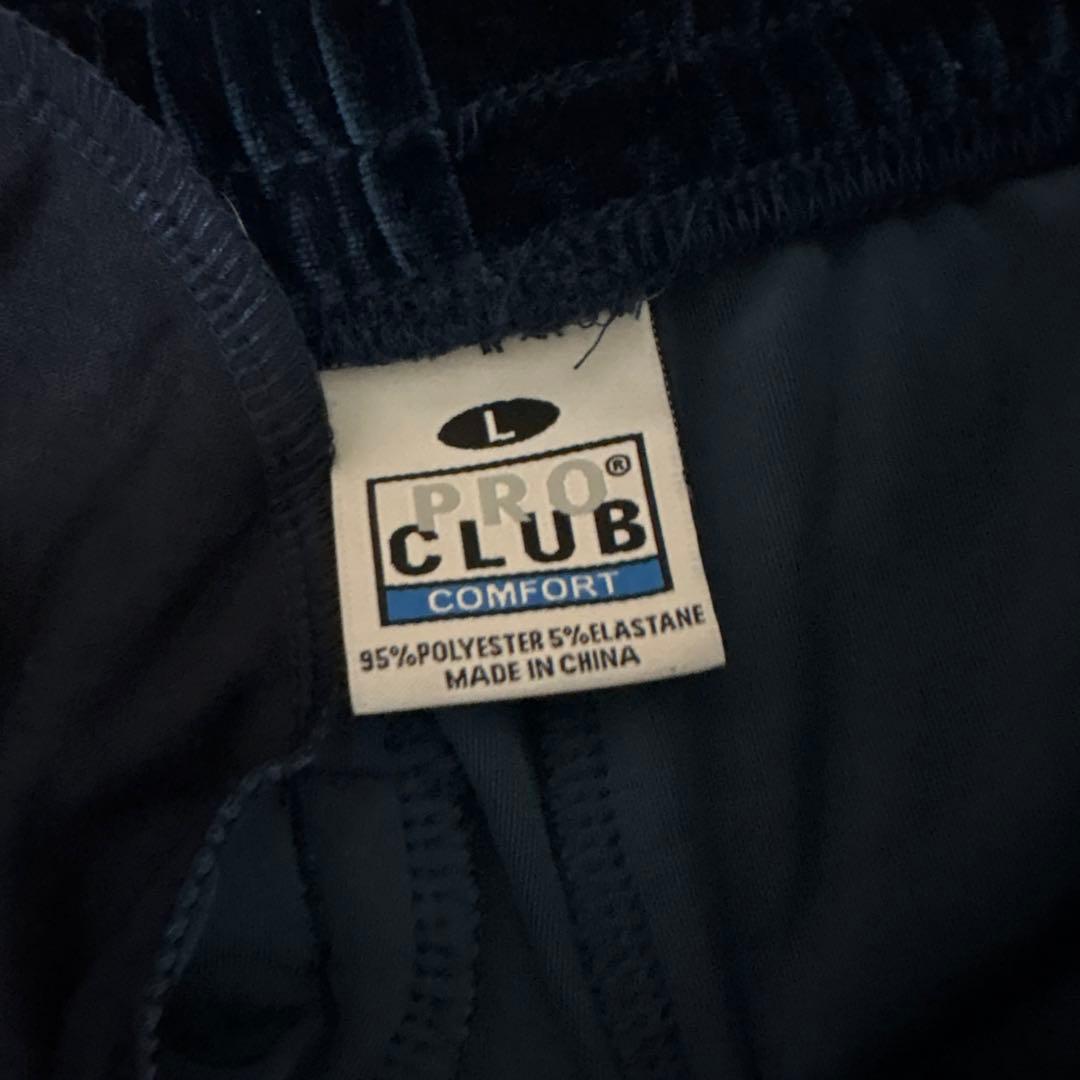 L
PRO®
CLUB
COMFORT
95%POLYESTER 5%ELASTANE
MADE IN CHINA